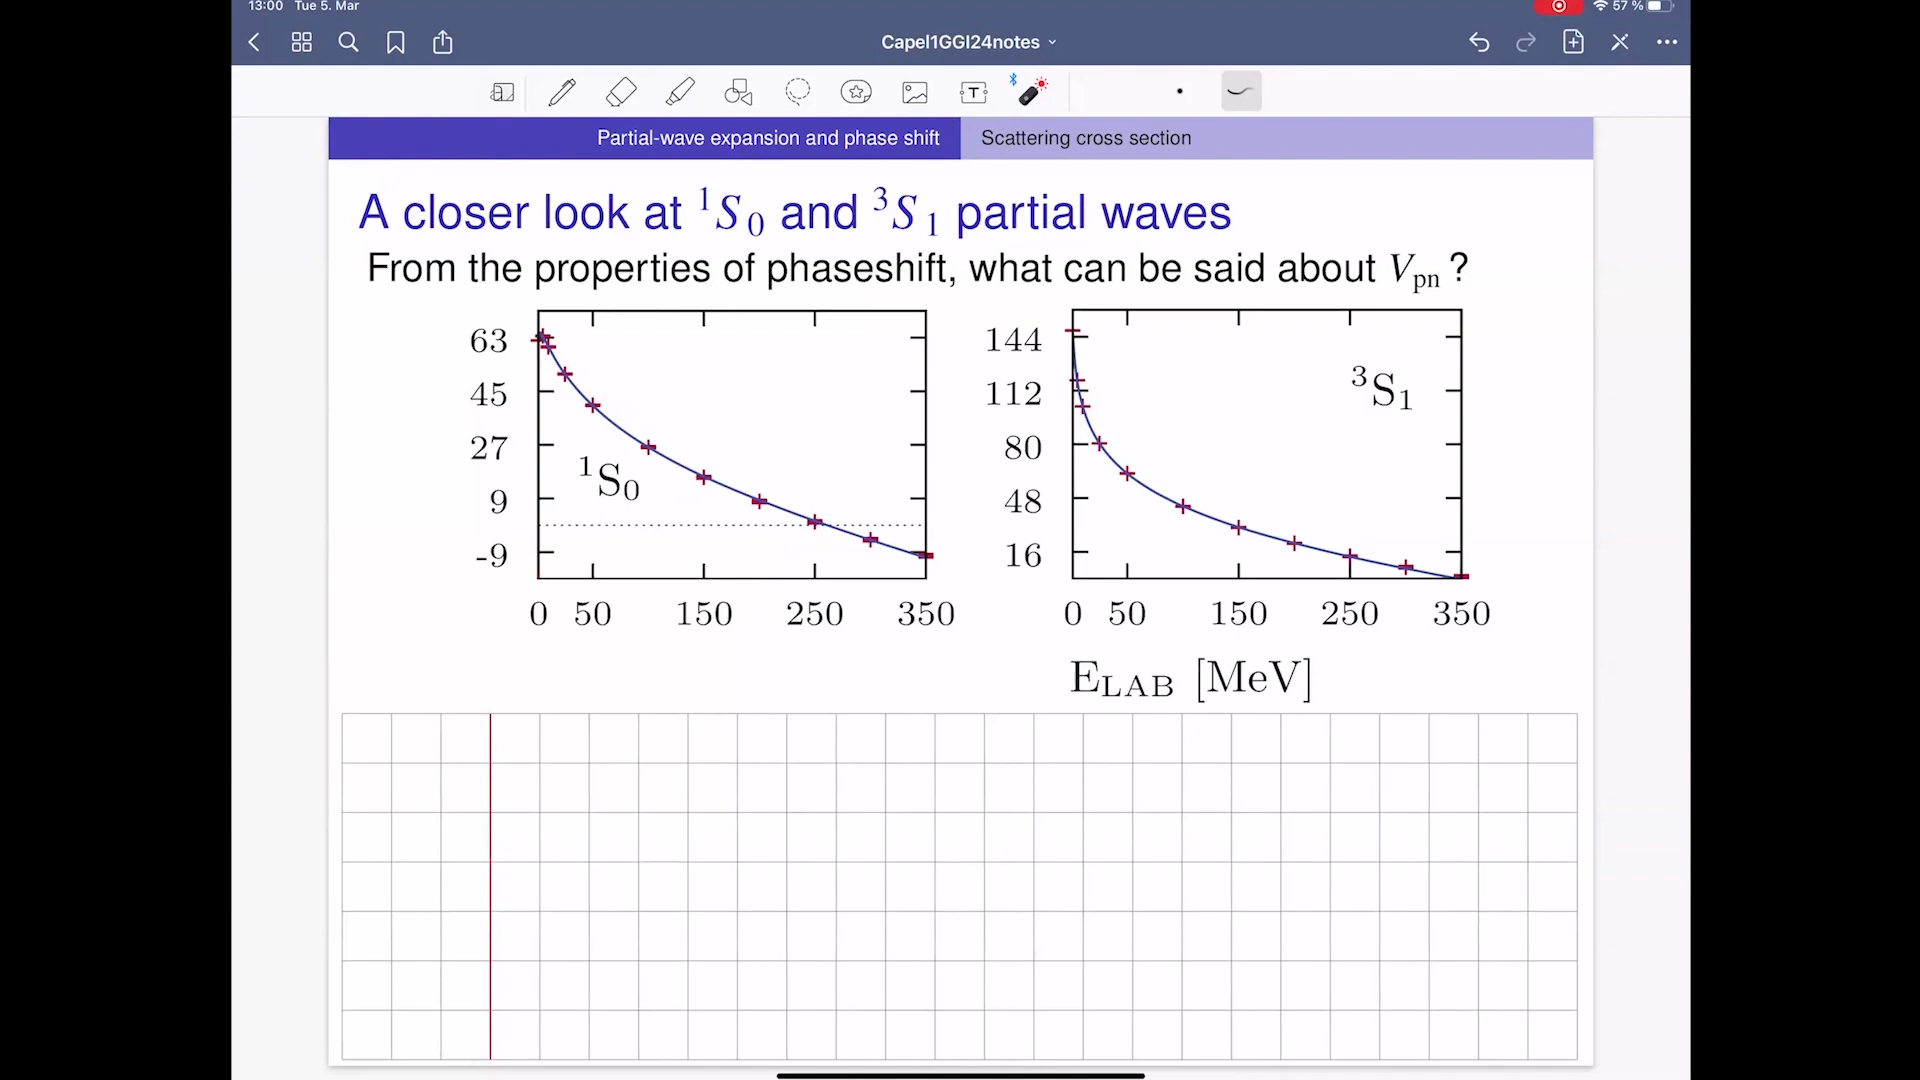 13:00 Tue 5. Mar
57 %
Capel1GGI24notes
T
Partial-wave expansion and phase shift
Scattering cross section
A closer look at ¹S₀ and ³S₁ partial waves
From the properties of phaseshift, what can be said about Vpn ?
63
45
27
9
-9
¹S₀
0 50 150 250 350
144
112
80
48
16
³S₁
0 50 150 250 350
E_LAB [MeV]